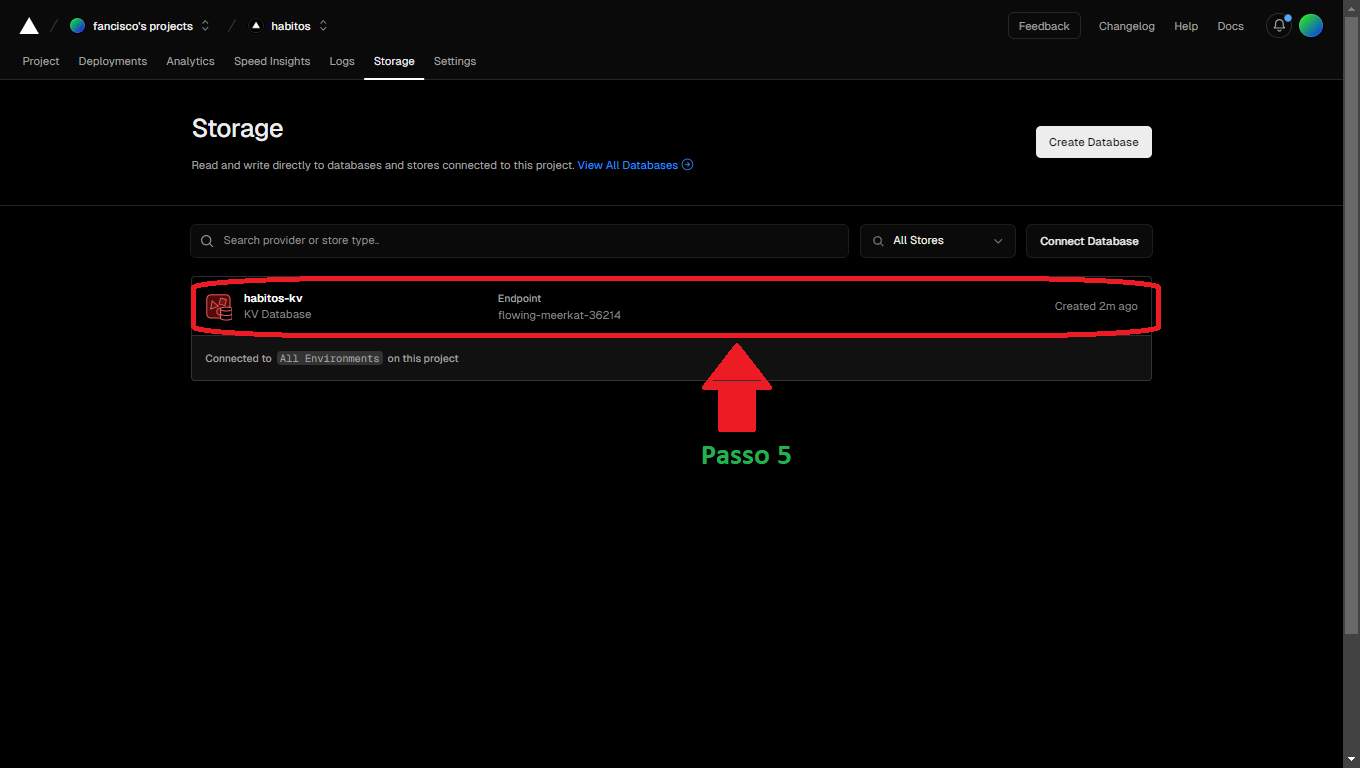 fancisco's projects
habitos
Feedback
Changelog
Help
Docs
Project
Deployments
Analytics
Speed Insights
Logs
Storage
Settings
Storage
Create Database
Read and write directly to databases and stores connected to this project. View All Databases
Search provider or store type..
All Stores
Connect Database
habitos-kv
KV Database
Endpoint
flowing-meerkat-36214
Created 2m ago
Connected to All Environments on this project
Passo 5